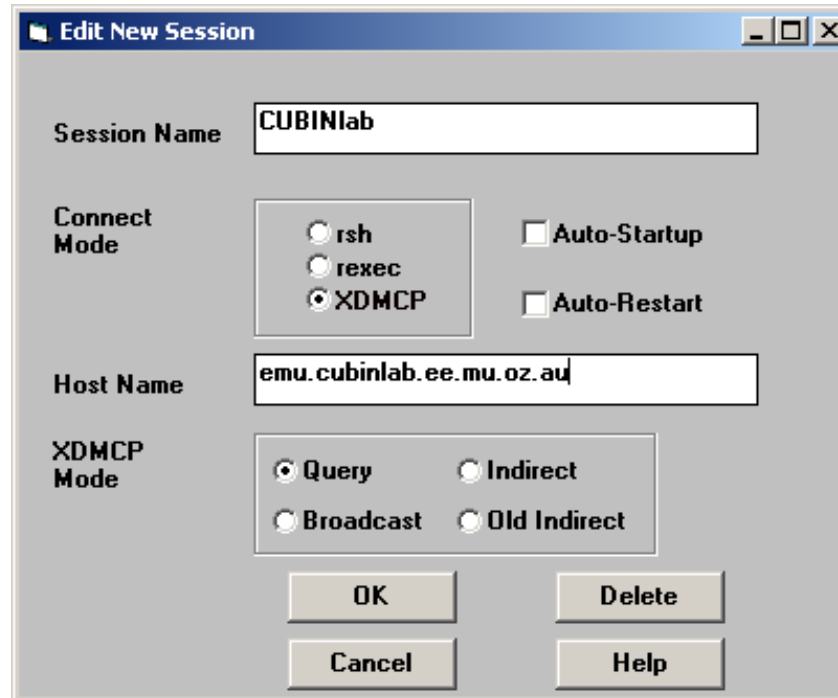 Edit New Session
Session Name
CUBINlab
Connect
Mode
rsh
rexec
XDMCP
Auto-Startup
Auto-Restart
Host Name
emu.cubinlab.ee.mu.oz.au
XDMCP
Mode
Query
Indirect
Broadcast
Old Indirect
OK
Delete
Cancel
Help